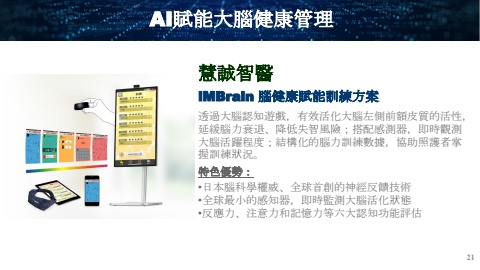 AI賦能大腦健康管理
慧誠智醫
IMBrain 腦健康賦能訓練方案
透過大腦認知遊戲，有效活化大腦左側前額皮質的活性，
延緩腦力衰退、降低失智風險；搭配感測器，即時觀測
大腦活躍程度；結構化的腦力訓練數據，協助照護者掌
握訓練狀況。
特色優勢：
•日本腦科學權威、全球首創的神經反饋技術
•全球最小的感知器，即時監測大腦活化狀態
•反應力、注意力和記憶力等六大認知功能評估
21